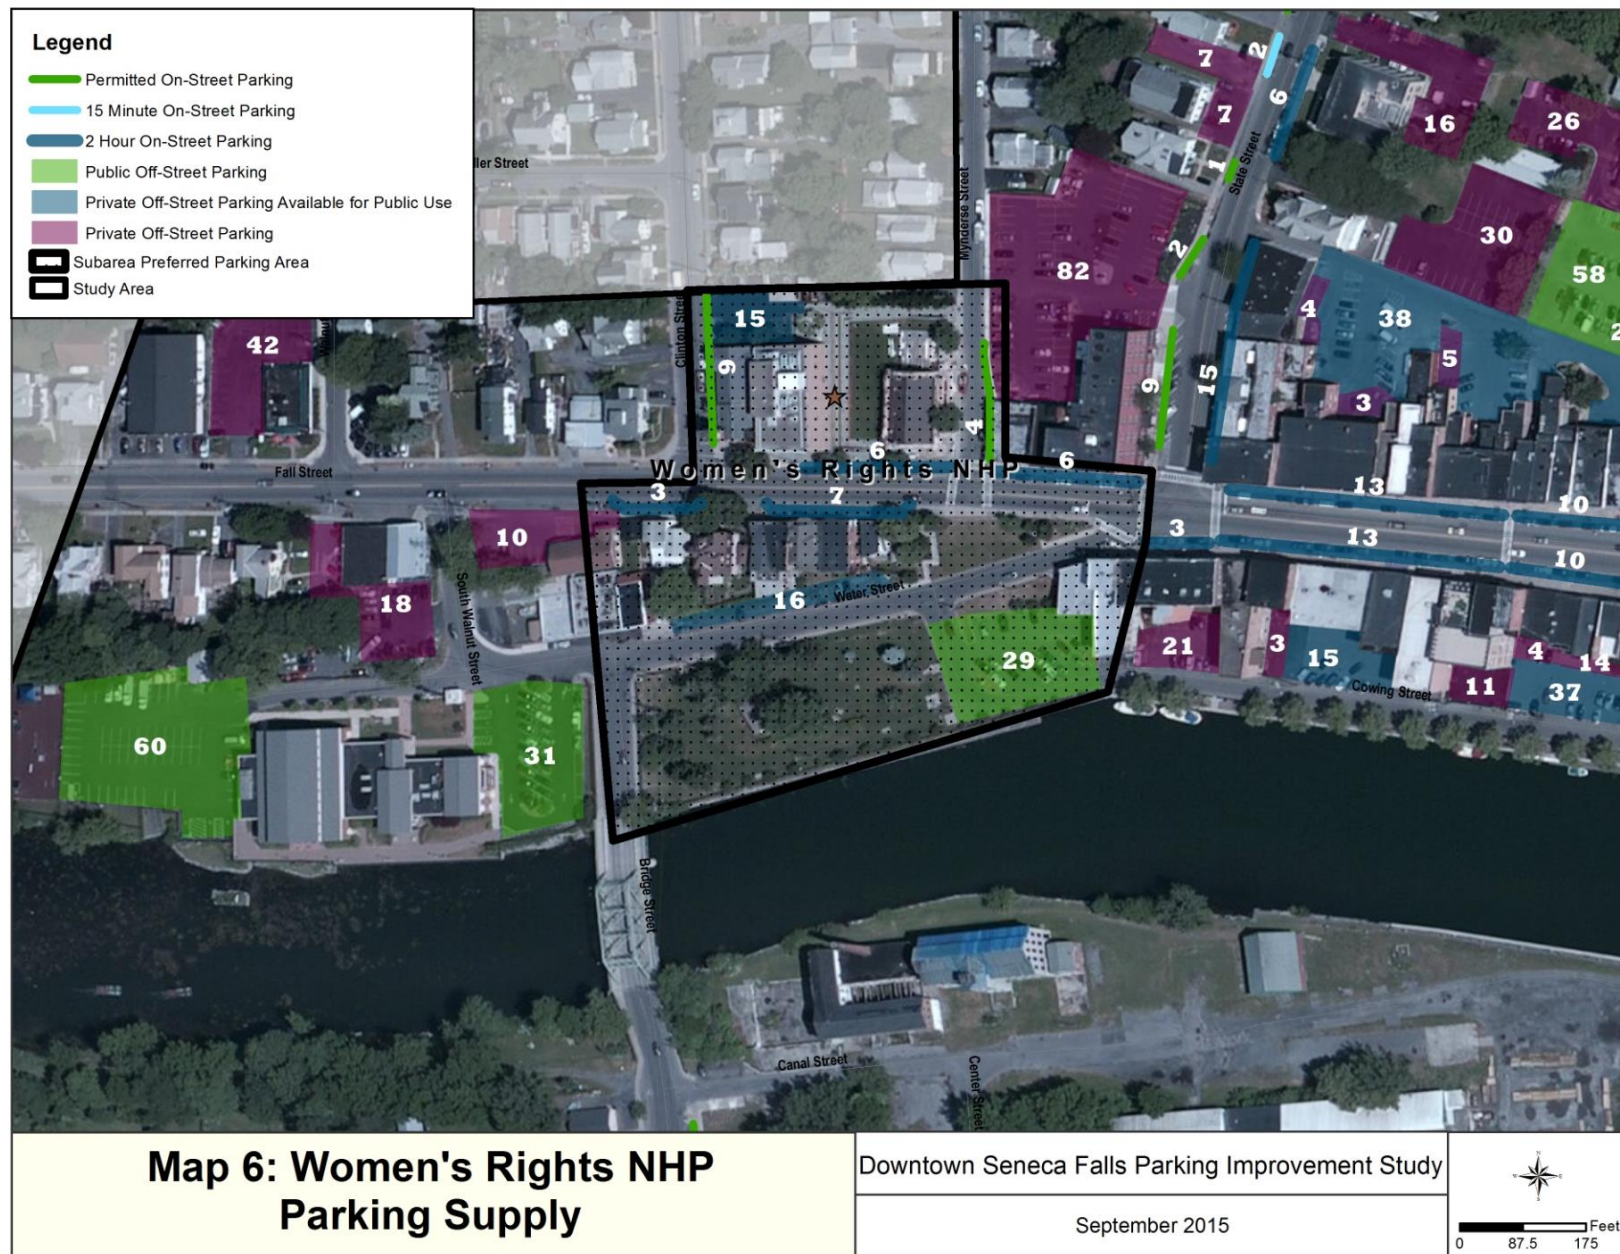 Legend
Permitted On-Street Parking
15 Minute On-Street Parking
2 Hour On-Street Parking
Public Off-Street Parking
Private Off-Street Parking Available for Public Use
Private Off-Street Parking
Subarea Preferred Parking Area
Study Area
ller Street
Mynderse Street
State Street
Clinton Street
7
7
2
6
16
26
1
2
30
58
82
9
15
38
4
5
3
42
15
9
4
6
Women's Rights NHP
6
Fall Street
3
7
13
10
3
13
10
10
18
South Walnut Street
16
Water Street
29
21
3
15
4
14
11
37
Cowing Street
60
31
Bridge Street
Canal Street
Center Street
Map 6: Women's Rights NHP
Parking Supply
Downtown Seneca Falls Parking Improvement Study
September 2015
N
W
E
S
Feet
0 87.5 175